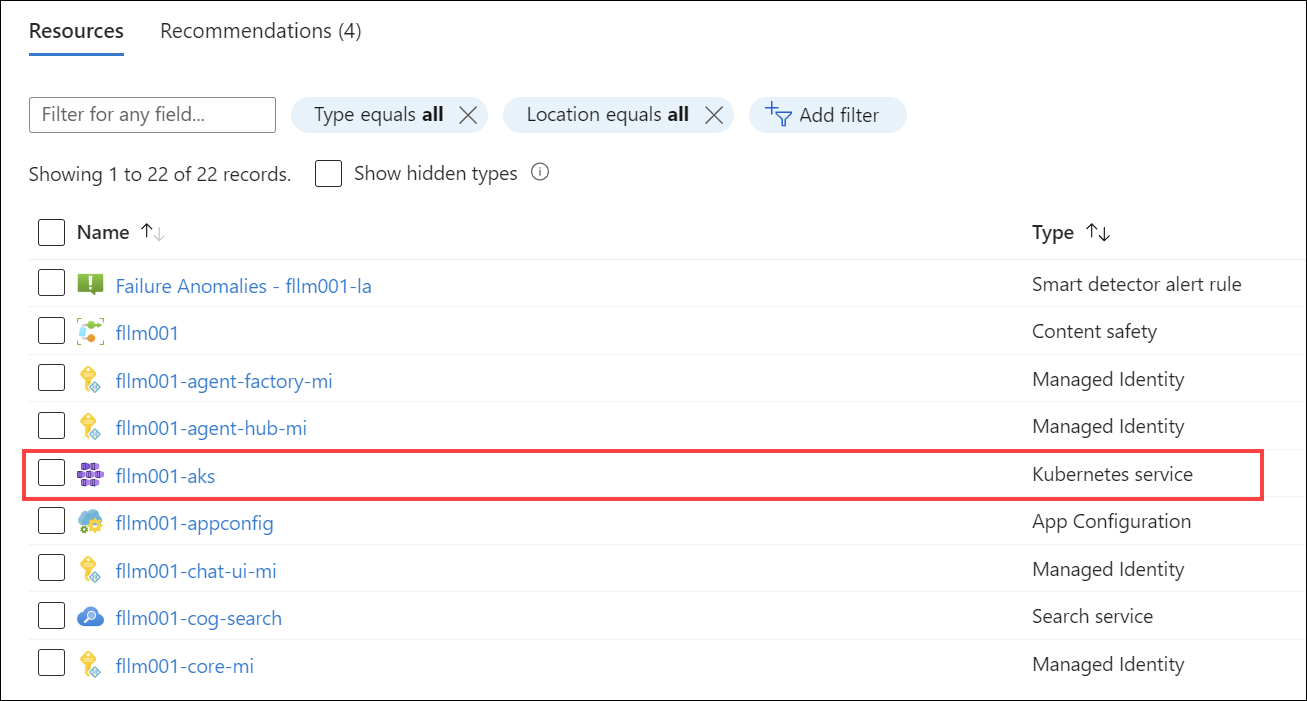 Resources Recommendations (4)
Filter for any field... Type equals all Location equals all Add filter
Showing 1 to 22 of 22 records. Show hidden types
Name Type
Failure Anomalies - fllm001-la Smart detector alert rule
fllm001 Content safety
fllm001-agent-factory-mi Managed Identity
fllm001-agent-hub-mi Managed Identity
fllm001-aks Kubernetes service
fllm001-appconfig App Configuration
fllm001-chat-ui-mi Managed Identity
fllm001-cog-search Search service
fllm001-core-mi Managed Identity